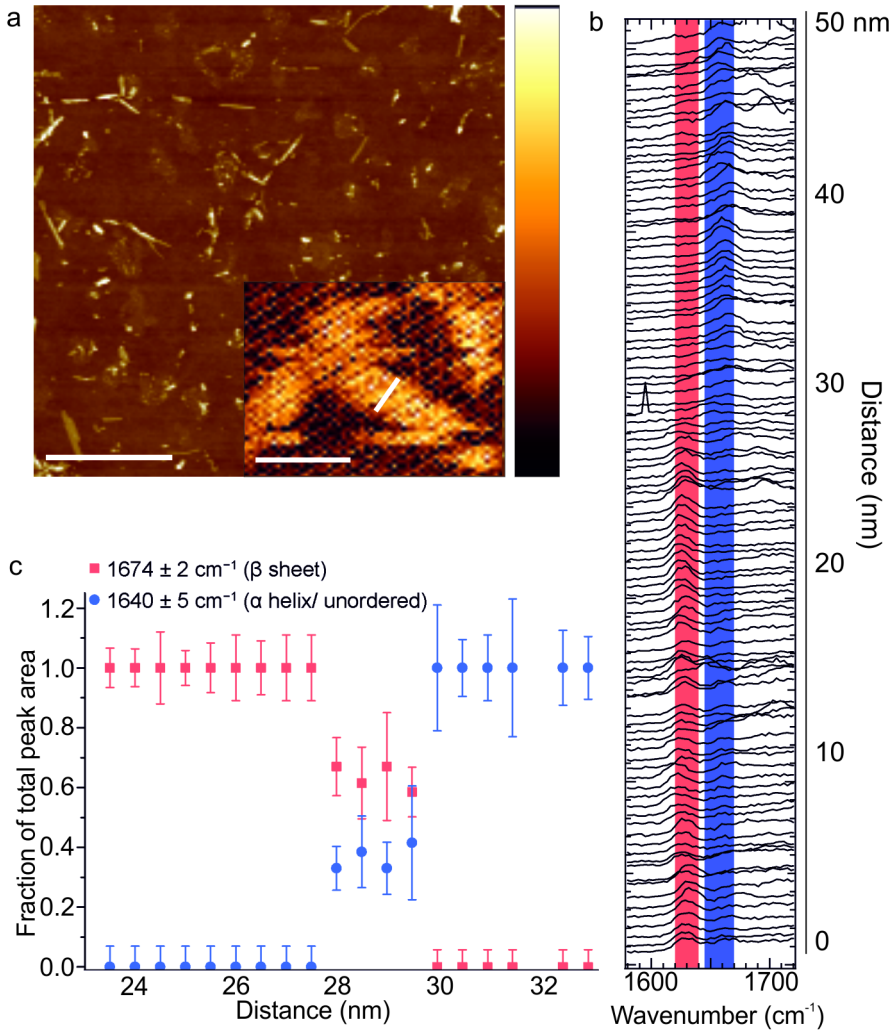 a
b
50 nm
40
30
20
10
0
Distance (nm)
1600
1700
Wavenumber (cm⁻¹)
c
1674 ± 2 cm⁻¹ (β sheet)
1640 ± 5 cm⁻¹ (α helix/ unordered)
1.2
1.0
0.8
0.6
0.4
0.2
0.0
Fraction of total peak area
24
26
28
30
32
Distance (nm)